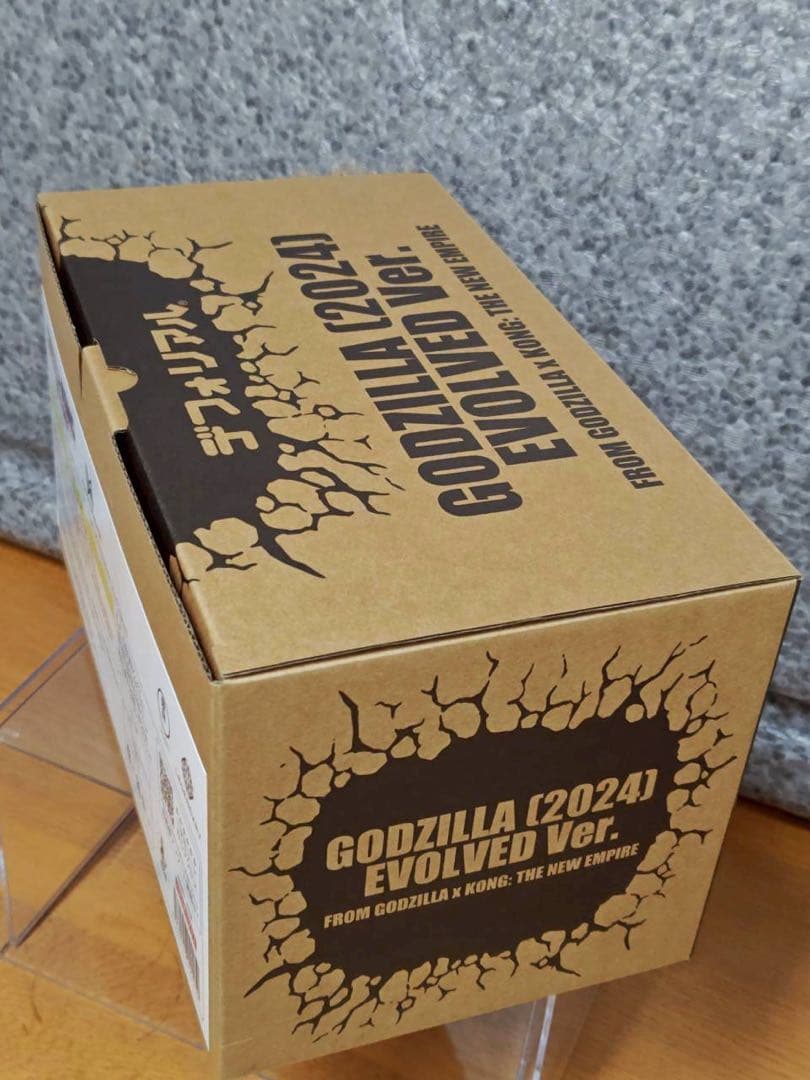 デフォリアル®
GODZILLA (2024)
EVOLVED Ver.
FROM GODZILLA X KONG: THE NEW EMPIRE
GODZILLA (2024)
EVOLVED Ver.
FROM GODZILLA x KONG: THE NEW EMPIRE